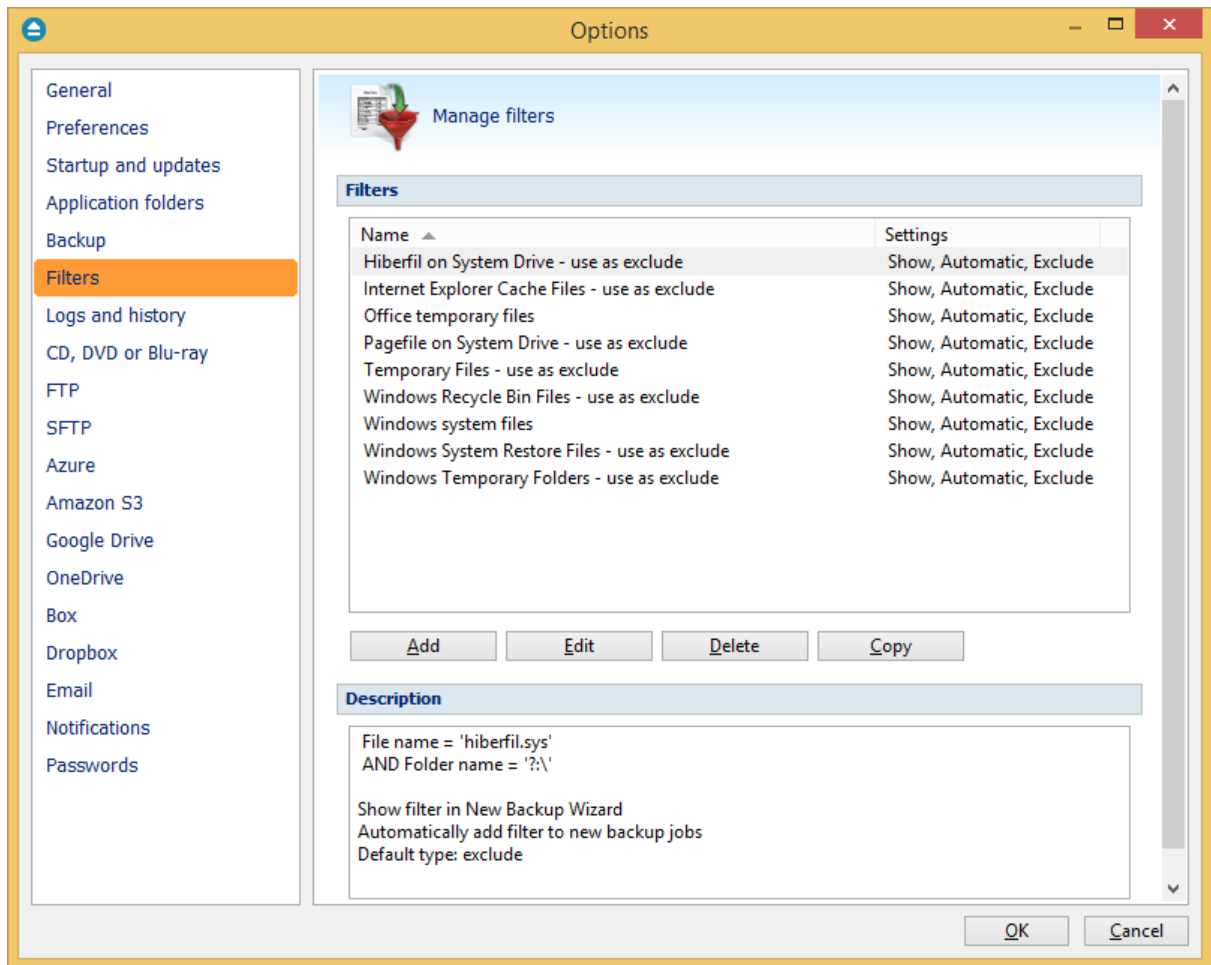 Options
General
Preferences
Startup and updates
Application folders
Backup
Filters
Logs and history
CD, DVD or Blu-ray
FTP
SFTP
Azure
Amazon S3
Google Drive
OneDrive
Box
Dropbox
Email
Notifications
Passwords
Manage filters
Filters
Name Settings
Hiberfil on System Drive - use as exclude Show, Automatic, Exclude
Internet Explorer Cache Files - use as exclude Show, Automatic, Exclude
Office temporary files Show, Automatic, Exclude
Pagefile on System Drive - use as exclude Show, Automatic, Exclude
Temporary Files - use as exclude Show, Automatic, Exclude
Windows Recycle Bin Files - use as exclude Show, Automatic, Exclude
Windows system files Show, Automatic, Exclude
Windows System Restore Files - use as exclude Show, Automatic, Exclude
Windows Temporary Folders - use as exclude Show, Automatic, Exclude
Add Edit Delete Copy
Description
File name = 'hiberfil.sys'
AND Folder name = '?:\'
Show filter in New Backup Wizard
Automatically add filter to new backup jobs
Default type: exclude
OK Cancel